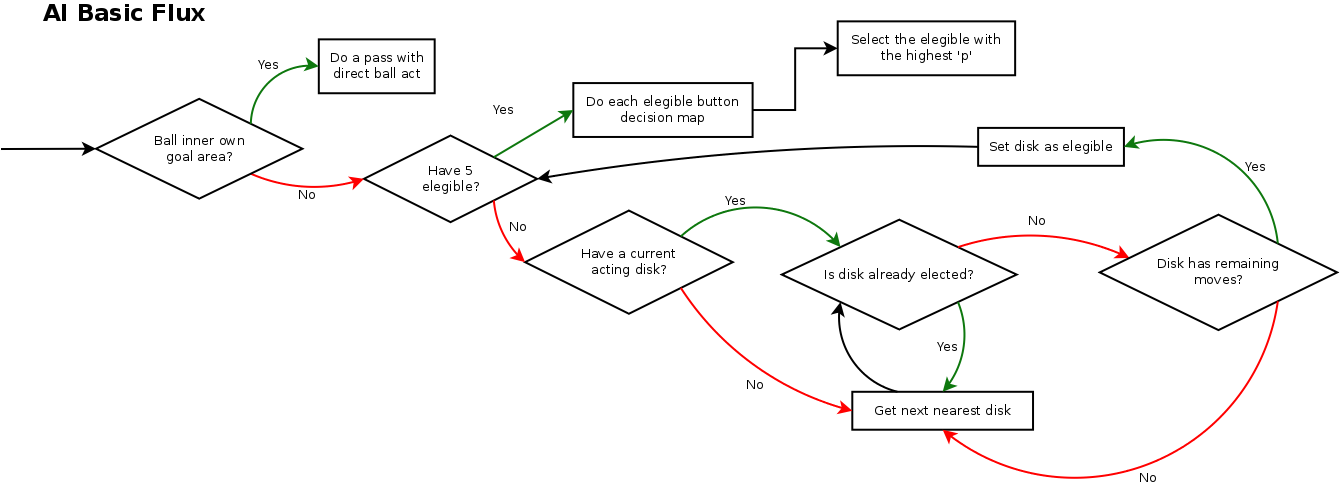 AI Basic Flux
Yes
Do a pass with
direct ball act
Ball inner own
goal area?
No
Have 5
elegible?
Yes
Do each elegible button
decision map
Select the elegible with
the highest 'p'
No
Have a current
acting disk?
Yes
Is disk already elected?
No
Disk has remaining
moves?
Yes
Set disk as elegible
Yes
No
Get next nearest disk
No